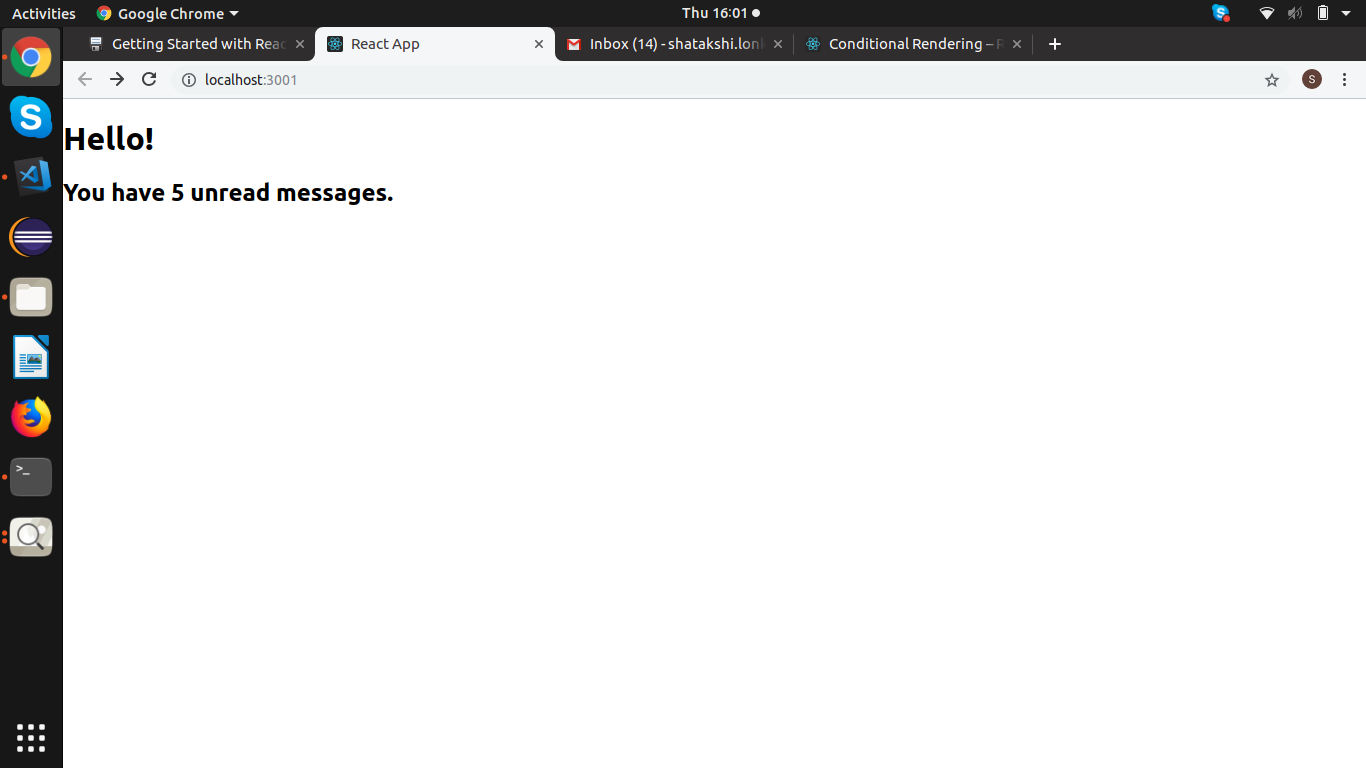 Activities Google Chrome Thu 16:01
Getting Started with Reac React App Inbox (14) - shatakshi.lon Conditional Rendering – R
localhost:3001 S
Hello!
You have 5 unread messages.
>_